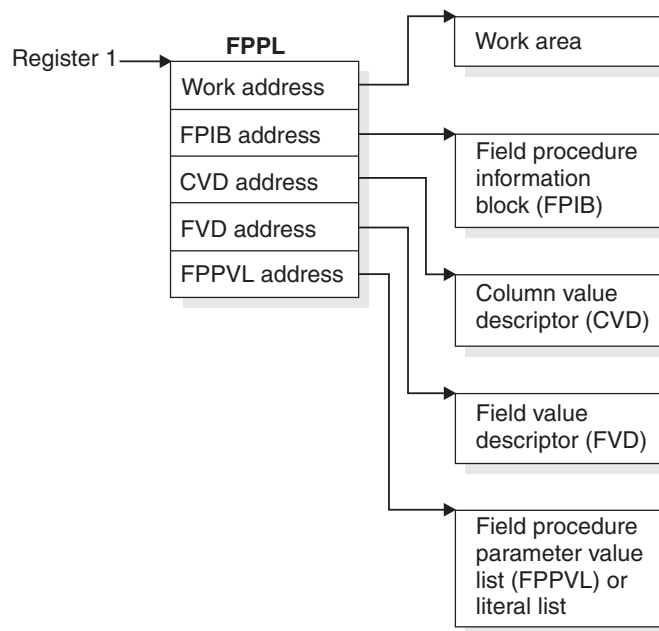 FPPL
Register 1
Work address
FPIB address
CVD address
FVD address
FPPVL address
Work area
Field procedure
information
block (FPIB)
Column value
descriptor (CVD)
Field value
descriptor (FVD)
Field procedure
parameter value
list (FPPVL) or
literal list